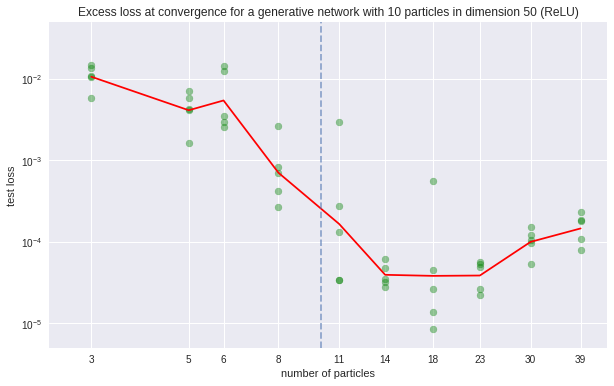 Excess loss at convergence for a generative network with 10 particles in dimension 50 (ReLU)
10⁻²
10⁻³
10⁻⁴
10⁻⁵
test loss
3 5 6 8 11 14 18 23 30 39
number of particles